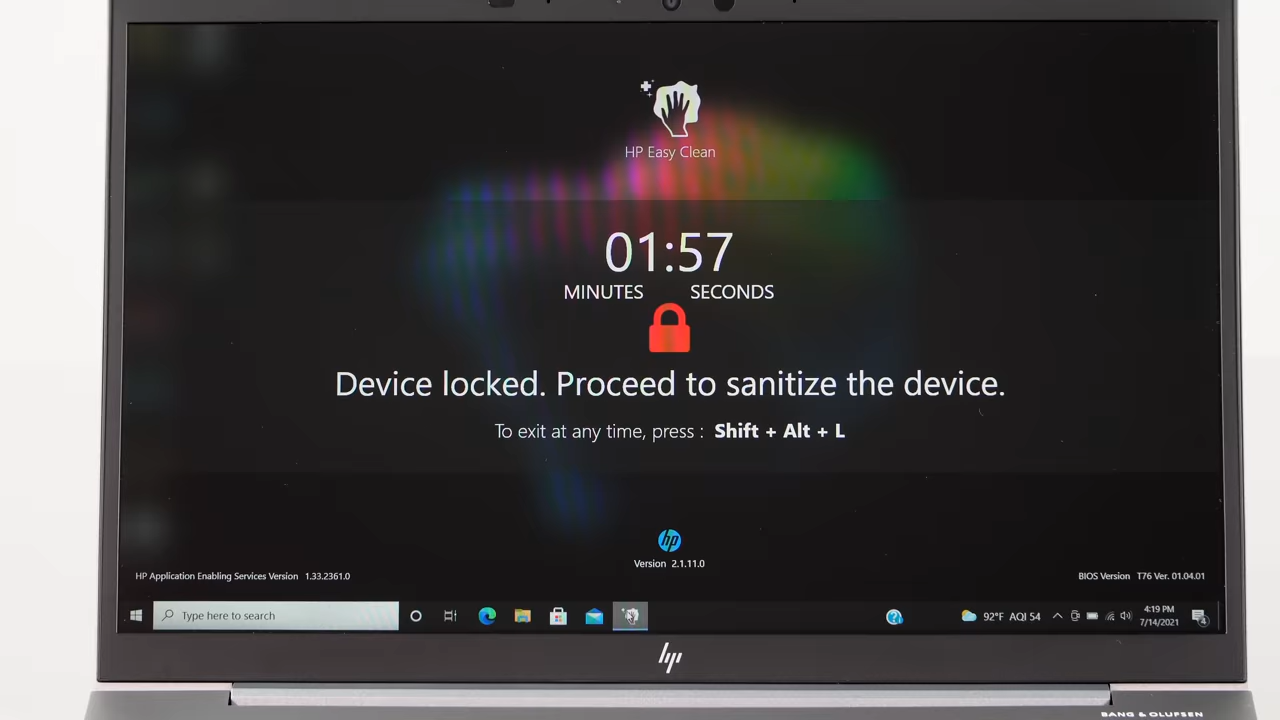 HP Easy Clean
01:57
MINUTES SECONDS
Device locked. Proceed to sanitize the device.
To exit at any time, press : Shift + Alt + L
hp
Version 2.1.11.0
HP Application Enabling Services Version 1.33.2361.0
BIOS Version T76 Ver. 01.04.01
Type here to search
92°F AQI 54
4:19 PM
7/14/2021
4
hp
BANG & OLUFSEN